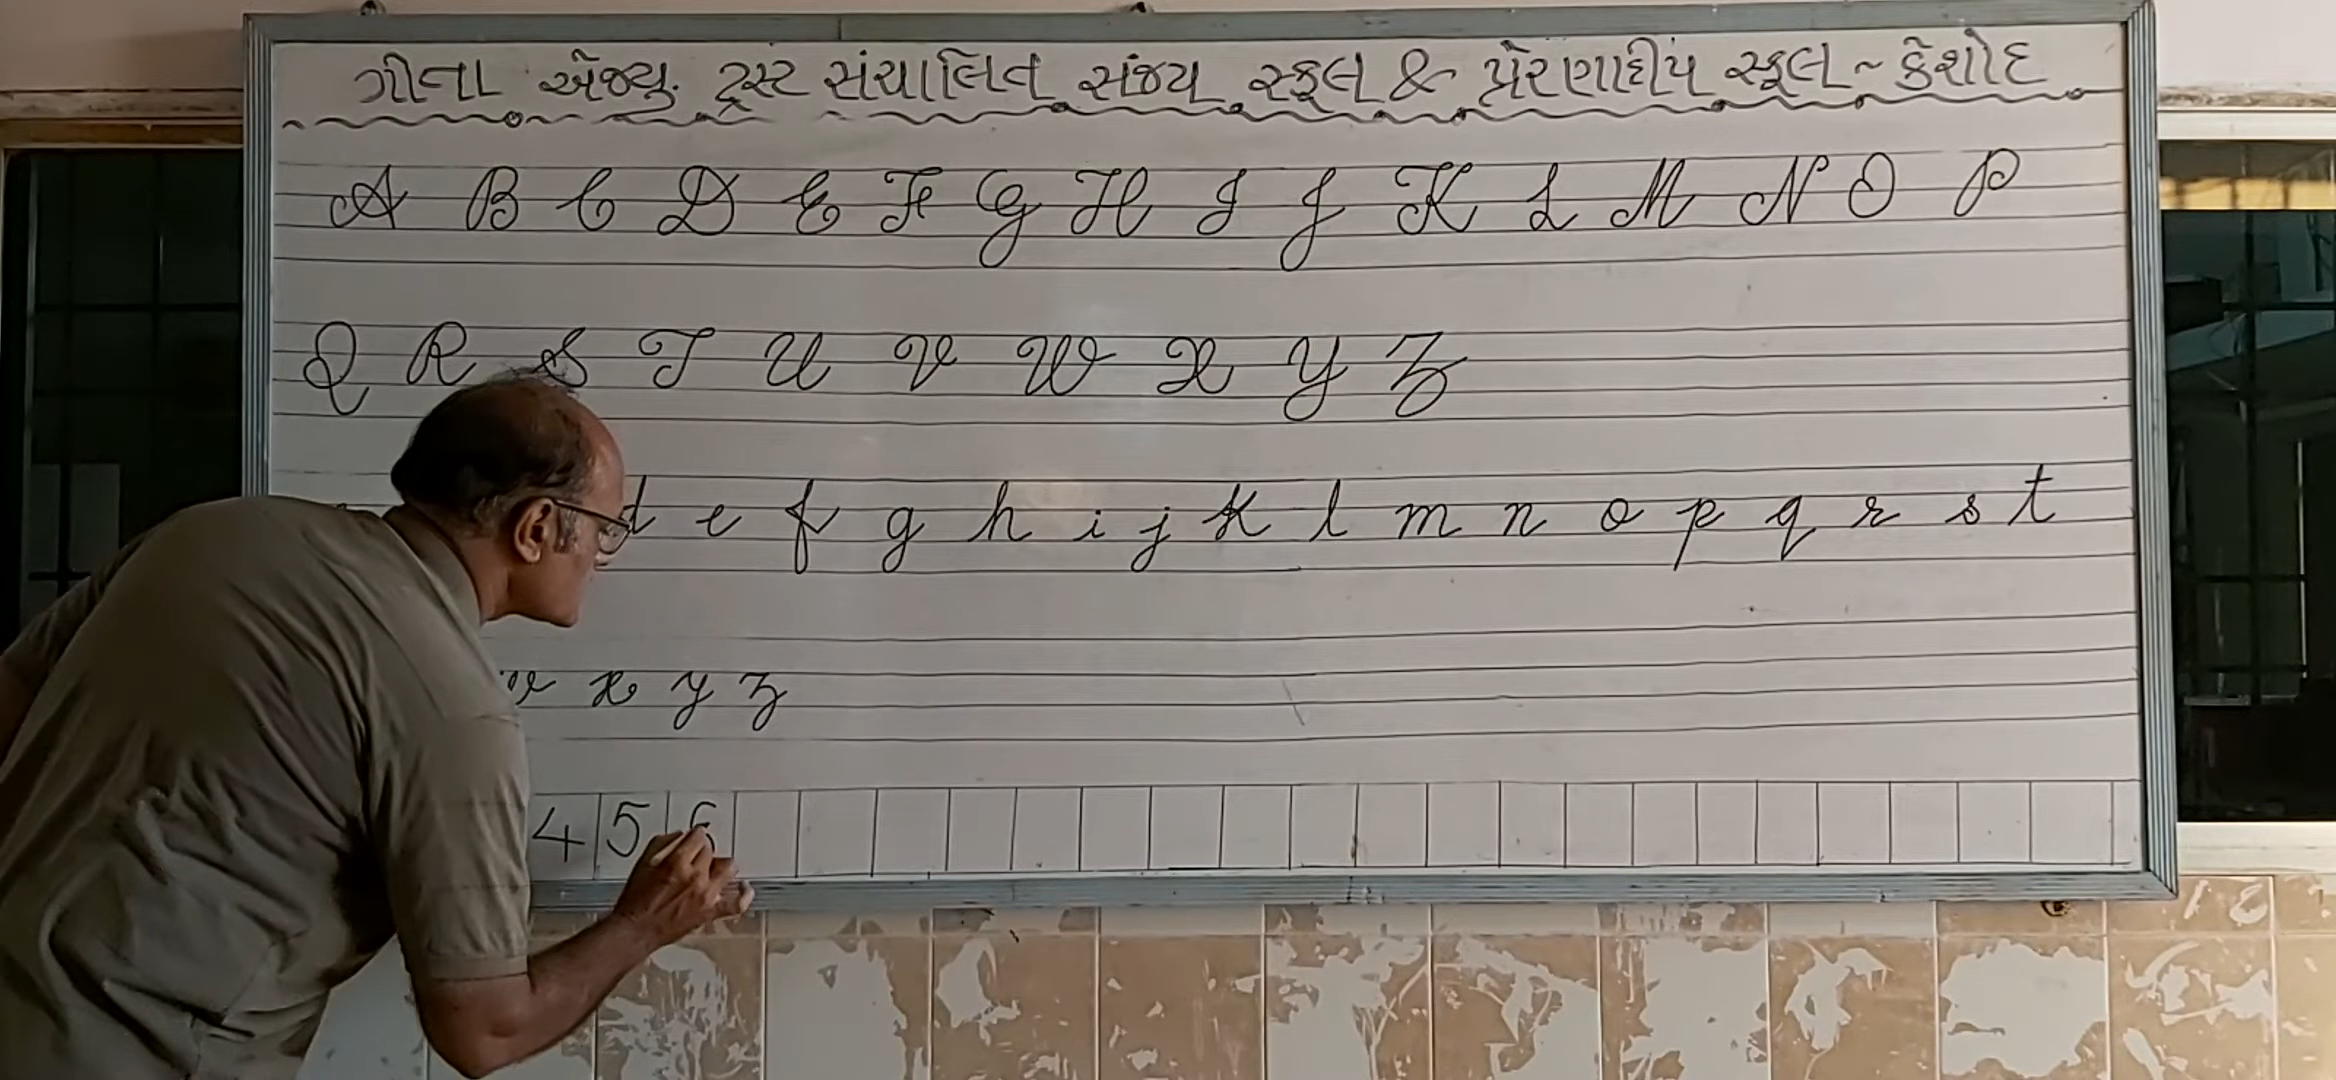 ગીતા એજ્યુ. ટ્રસ્ટ સંચાલિત સંજય સ્કૂલ & પ્રેરણાદીપ સ્કૂલ ~ કેશોદ
A B C D E F G H I J K L M N O P
Q R S T U V W X Y Z
d e f g h i j k l m n o p q r s t
x y z
4 5 6